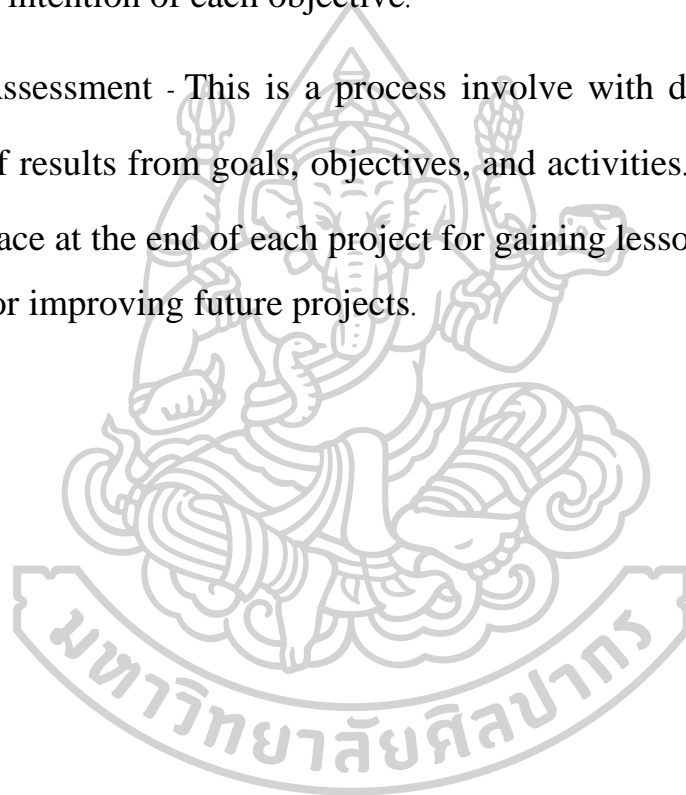 intention of each objective.
ssessment - This is a process involve with d
f results from goals, objectives, and activities.
ace at the end of each project for gaining lesso
or improving future projects.
มหาวิทยาลัยศิลปากร